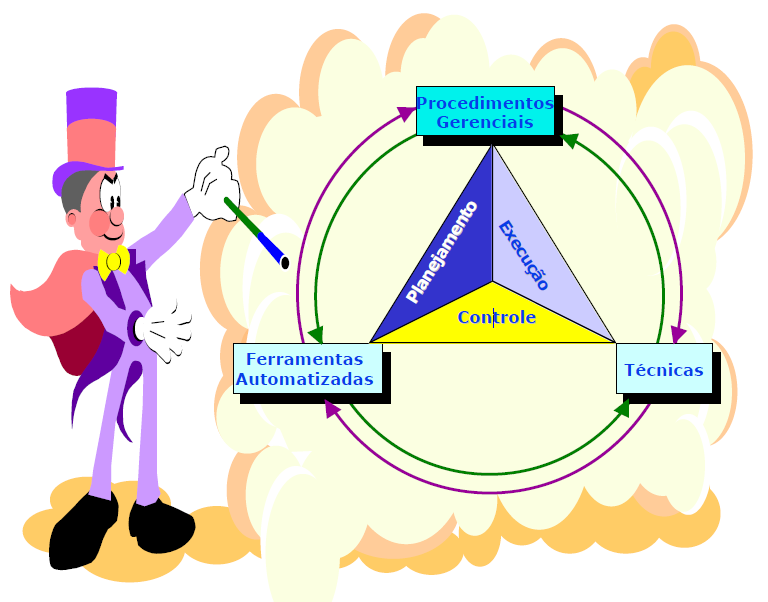 Procedimentos
Gerenciais
Planejamento
Execução
Controle
Ferramentas
Automatizadas
Técnicas